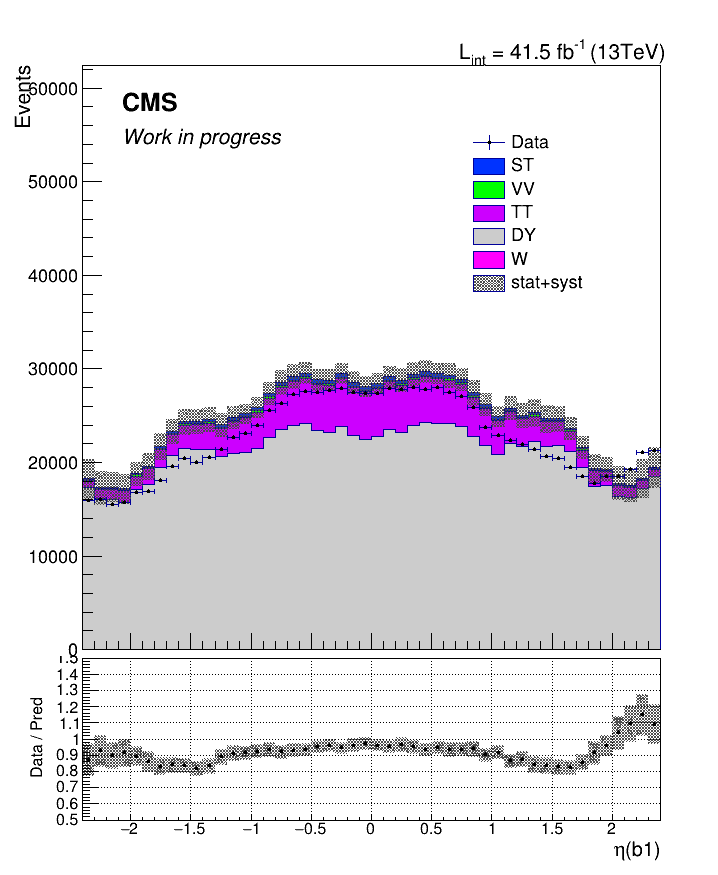 L_int = 41.5 fb^-1 (13TeV)
Events
60000
50000
40000
30000
20000
10000
0
CMS
Work in progress
Data
ST
VV
TT
DY
W
stat+syst
Data / Pred
1.5
1.4
1.3
1.2
1.1
1
0.9
0.8
0.7
0.6
0.5
−2 −1.5 −1 −0.5 0 0.5 1 1.5 2
η(b1)